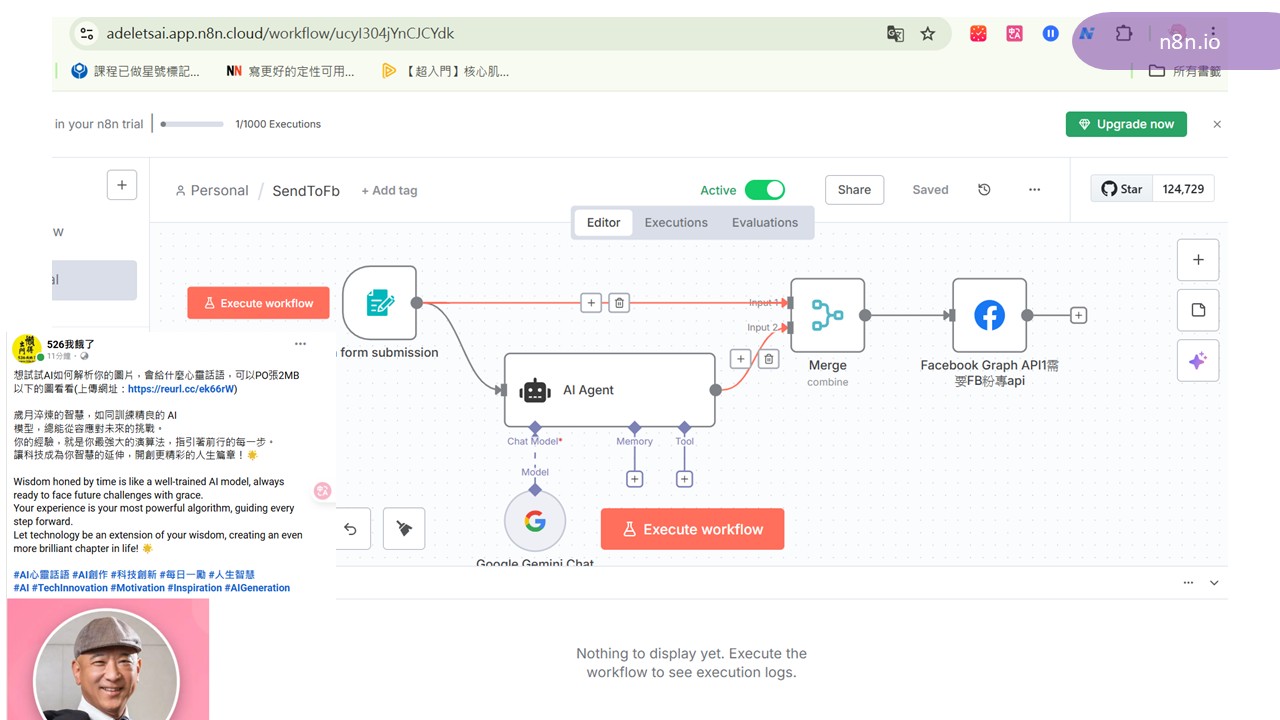 adeletsai.app.n8n.cloud/workflow/ucyI304jYnCJCYdk
n8n.io
課程已做星號標記...
NN 寫更好的定性可用...
【超入門】核心肌...
所有書籤
in your n8n trial
1/1000 Executions
Upgrade now
Personal / SendToFb
+ Add tag
Active
Share
Saved
Star 124,729
Editor
Executions
Evaluations
w
al
Execute workflow
form submission
Input 1
Input 2
AI Agent
Chat Model*
Memory
Tool
Model
Google Gemini Chat
Merge
combine
Facebook Graph API1需
要FB粉專api
Execute workflow
Nothing to display yet. Execute the
workflow to see execution logs.
526我餓了
11分鐘
想試試AI如何解析你的圖片，會給什麼心靈話語，可以PO張2MB
以下的圖看看(上傳網址：https://reurl.cc/ek66rW)
歲月淬煉的智慧，如同訓練精良的 AI
模型，總能從容應對未來的挑戰。
你的經驗，就是你最強大的演算法，指引著前行的每一步。
讓科技成為你智慧的延伸，開創更精彩的人生篇章！🌟
Wisdom honed by time is like a well-trained AI model, always
ready to face future challenges with grace.
Your experience is your most powerful algorithm, guiding every
step forward.
Let technology be an extension of your wisdom, creating an even
more brilliant chapter in life! 🌟
#AI心靈話語 #AI創作 #科技創新 #每日一勵 #人生智慧
#AI #TechInnovation #Motivation #Inspiration #AIGeneration